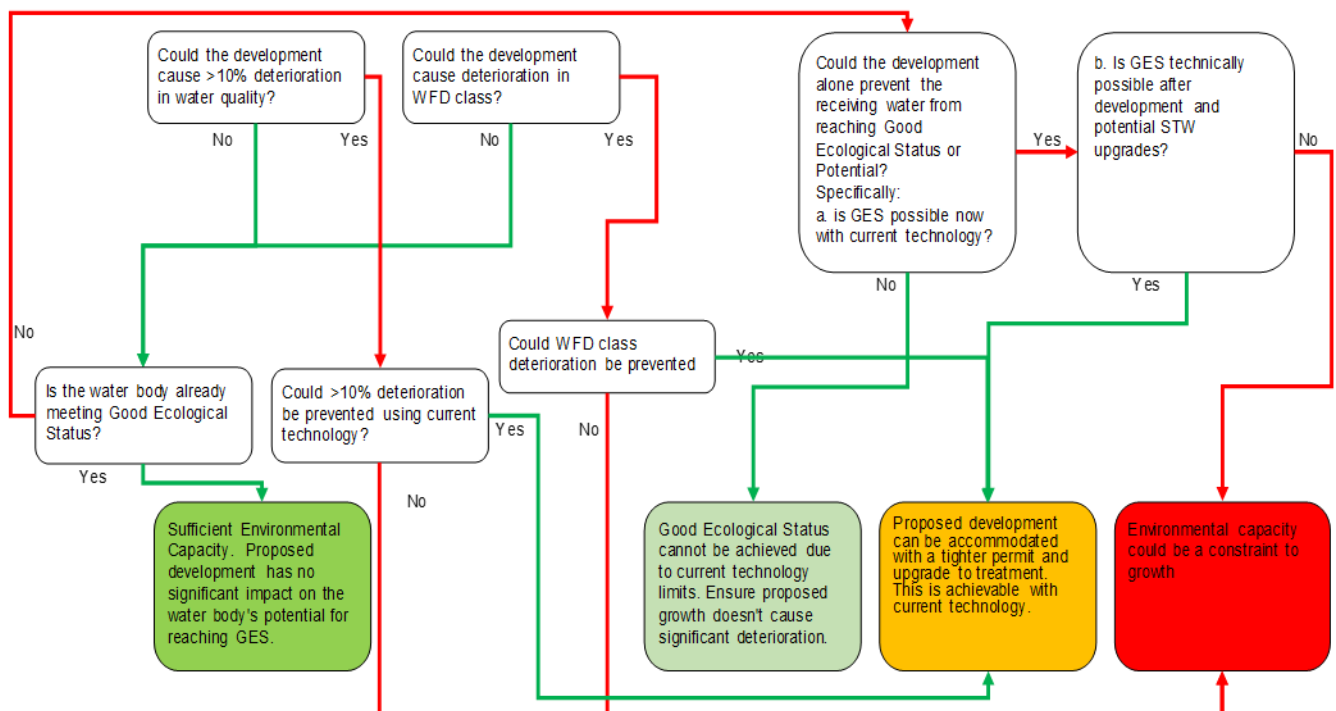 Could the development
cause >10% deterioration
in water quality?
Could the development
cause deterioration in
WFD class?
Could the development
alone prevent the
receiving water from
reaching Good
Ecological Status or
Potential?
Specifically:
a. is GES possible now
with current technology?
b. Is GES technically
possible after
development and
potential STW
upgrades?
No
Yes
No
Yes
Yes
No
No
Yes
No
Could WFD class
deterioration be prevented
Yes
Is the water body already
meeting Good Ecological
Status?
Could >10% deterioration
be prevented using current
technology?
Yes
No
Yes
No
Sufficient Environmental
Capacity. Proposed
development has no
significant impact on the
water body's potential for
reaching GES.
Good Ecological Status
cannot be achieved due
to current technology
limits. Ensure proposed
growth doesn't cause
significant deterioration.
Proposed development
can be accommodated
with a tighter permit and
upgrade to treatment.
This is achievable with
current technology.
Environmental capacity
could be a constraint to
growth